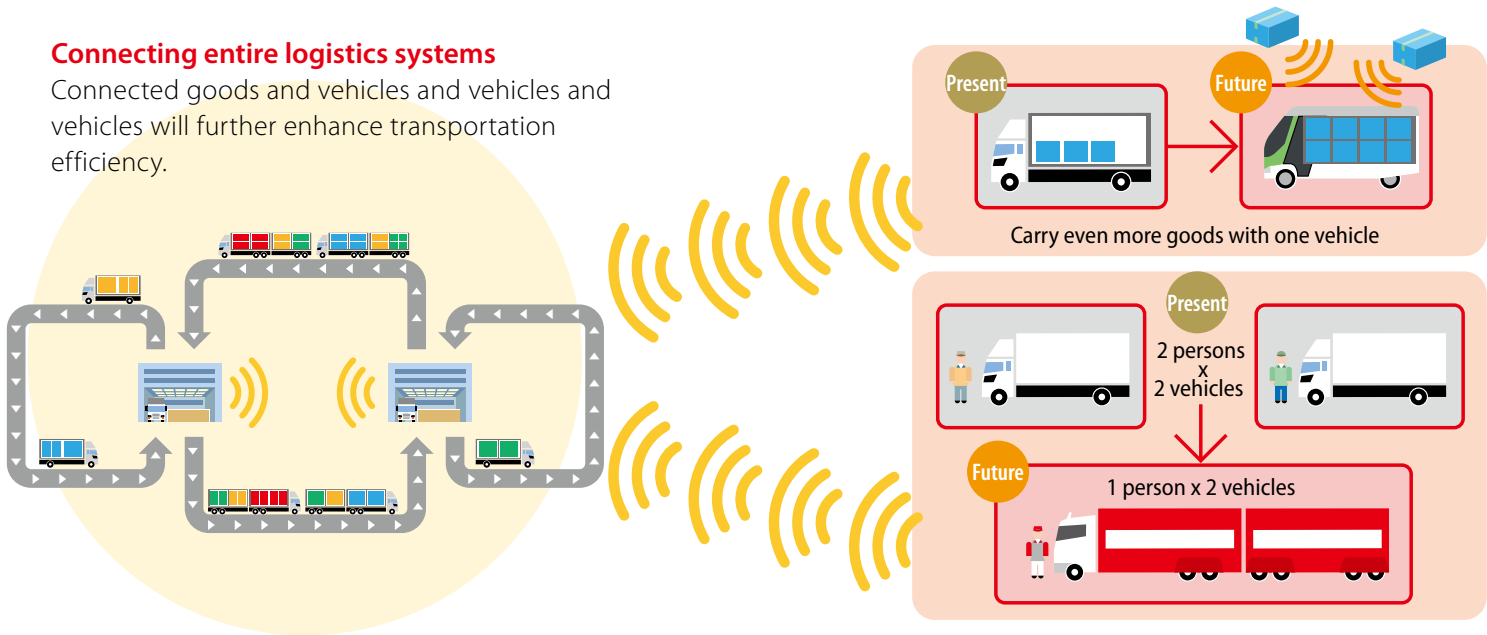 Connecting entire logistics systems
Connected goods and vehicles and vehicles and
vehicles will further enhance transportation
efficiency.
Present
Future
Carry even more goods with one vehicle
Present
2 persons
x
2 vehicles
Future
1 person x 2 vehicles